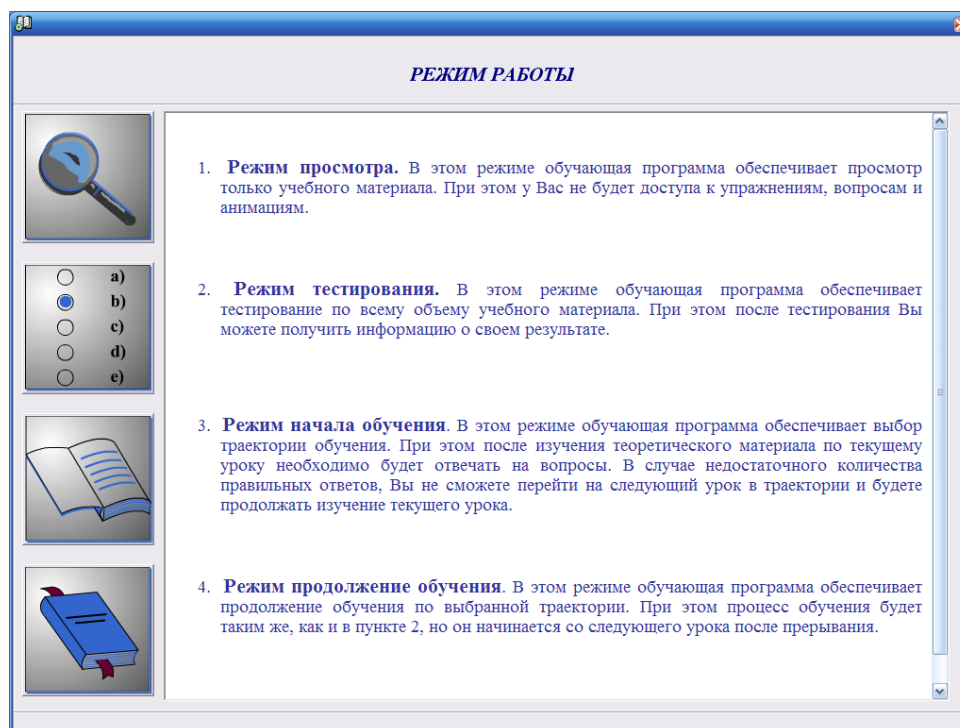 РЕЖИМ РАБОТЫ
1. Режим просмотра. В этом режиме обучающая программа обеспечивает просмотр
только учебного материала. При этом у Вас не будет доступа к упражнениям, вопросам и
анимациям.
a)
b)
c)
d)
e)
2. Режим тестирования. В этом режиме обучающая программа обеспечивает
тестирование по всему объему учебного материала. При этом после тестирования Вы
можете получить информацию о своем результате.
3. Режим начала обучения. В этом режиме обучающая программа обеспечивает выбор
траектории обучения. При этом после изучения теоретического материала по текущему
уроку необходимо будет отвечать на вопросы. В случае недостаточного количества
правильных ответов, Вы не сможете перейти на следующий урок в траектории и будете
продолжать изучение текущего урока.
4. Режим продолжение обучения. В этом режиме обучающая программа обеспечивает
продолжение обучения по выбранной траектории. При этом процесс обучения будет
таким же, как и в пункте 2, но он начинается со следующего урока после прерывания.